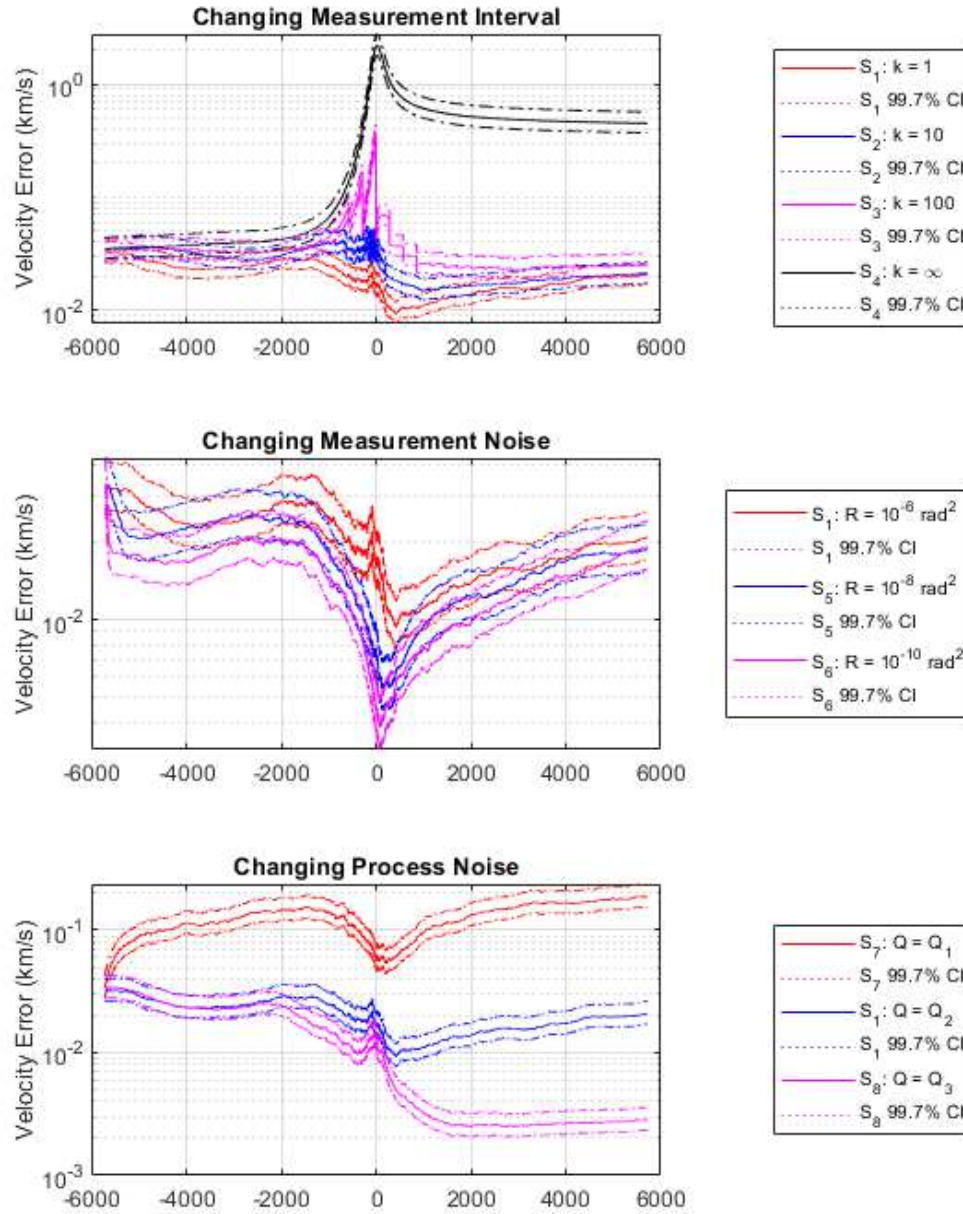 Changing Measurement Interval
Velocity Error (km/s)
10^0
10^-2
-6000 -4000 -2000 0 2000 4000 6000
S_1: k = 1
S_1 99.7% CI
S_2: k = 10
S_2 99.7% CI
S_3: k = 100
S_3 99.7% CI
S_4: k = ∞
S_4 99.7% CI
Changing Measurement Noise
Velocity Error (km/s)
10^-2
-6000 -4000 -2000 0 2000 4000 6000
S_1: R = 10^-6 rad^2
S_1 99.7% CI
S_5: R = 10^-8 rad^2
S_5 99.7% CI
S_6: R = 10^-10 rad^2
S_6 99.7% CI
Changing Process Noise
Velocity Error (km/s)
10^-1
10^-2
10^-3
-6000 -4000 -2000 0 2000 4000 6000
S_7: Q = Q_1
S_7 99.7% CI
S_1: Q = Q_2
S_1 99.7% CI
S_8: Q = Q_3
S_8 99.7% CI